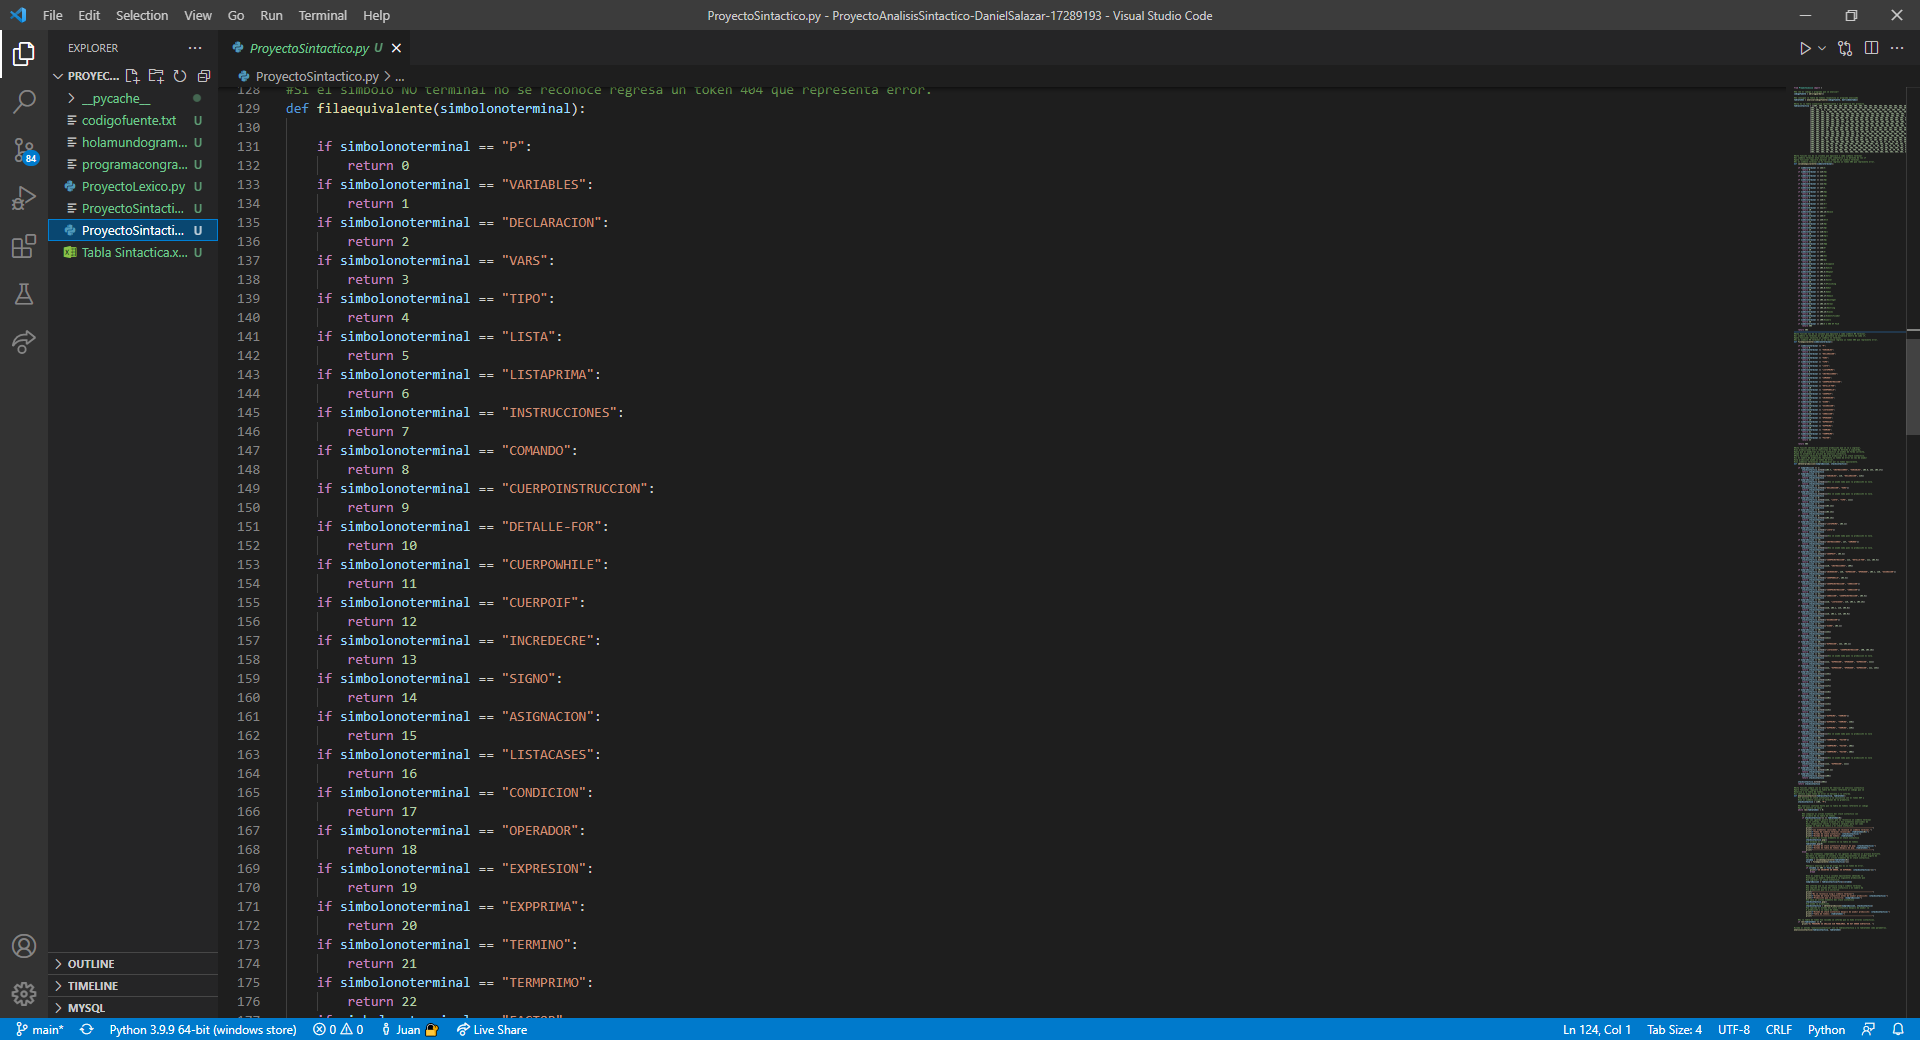 File Edit Selection View Go Run Terminal Help
ProyectoSintactico.py - ProyectoAnalisisSintactico-DanielSalazar-17289193 - Visual Studio Code
EXPLORER
PROYEC...
__pycache__
codigofuente.txt U
holamundogram... U
programacongra... U
ProyectoLexico.py U
ProyectoSintacti... U
ProyectoSintacti... U
Tabla Sintactica.x... U
84
OUTLINE
TIMELINE
MYSQL
ProyectoSintactico.py U
ProyectoSintactico.py > ...
128 #Si el simbolo NO terminal no se reconoce regresa un token 404 que representa error.
129 def filaequivalente(simbolonoterminal):
130
131 if simbolonoterminal == "P":
132 return 0
133 if simbolonoterminal == "VARIABLES":
134 return 1
135 if simbolonoterminal == "DECLARACION":
136 return 2
137 if simbolonoterminal == "VARS":
138 return 3
139 if simbolonoterminal == "TIPO":
140 return 4
141 if simbolonoterminal == "LISTA":
142 return 5
143 if simbolonoterminal == "LISTAPRIMA":
144 return 6
145 if simbolonoterminal == "INSTRUCCIONES":
146 return 7
147 if simbolonoterminal == "COMANDO":
148 return 8
149 if simbolonoterminal == "CUERPOINSTRUCCION":
150 return 9
151 if simbolonoterminal == "DETALLE-FOR":
152 return 10
153 if simbolonoterminal == "CUERPOWHILE":
154 return 11
155 if simbolonoterminal == "CUERPOIF":
156 return 12
157 if simbolonoterminal == "INCREDECRE":
158 return 13
159 if simbolonoterminal == "SIGNO":
160 return 14
161 if simbolonoterminal == "ASIGNACION":
162 return 15
163 if simbolonoterminal == "LISTACASES":
164 return 16
165 if simbolonoterminal == "CONDICION":
166 return 17
167 if simbolonoterminal == "OPERADOR":
168 return 18
169 if simbolonoterminal == "EXPRESION":
170 return 19
171 if simbolonoterminal == "EXPPRIMA":
172 return 20
173 if simbolonoterminal == "TERMINO":
174 return 21
175 if simbolonoterminal == "TERMPRIMO":
176 return 22
main* Python 3.9.9 64-bit (windows store) 0 0 Juan Live Share
Ln 124, Col 1 Tab Size: 4 UTF-8 CRLF Python